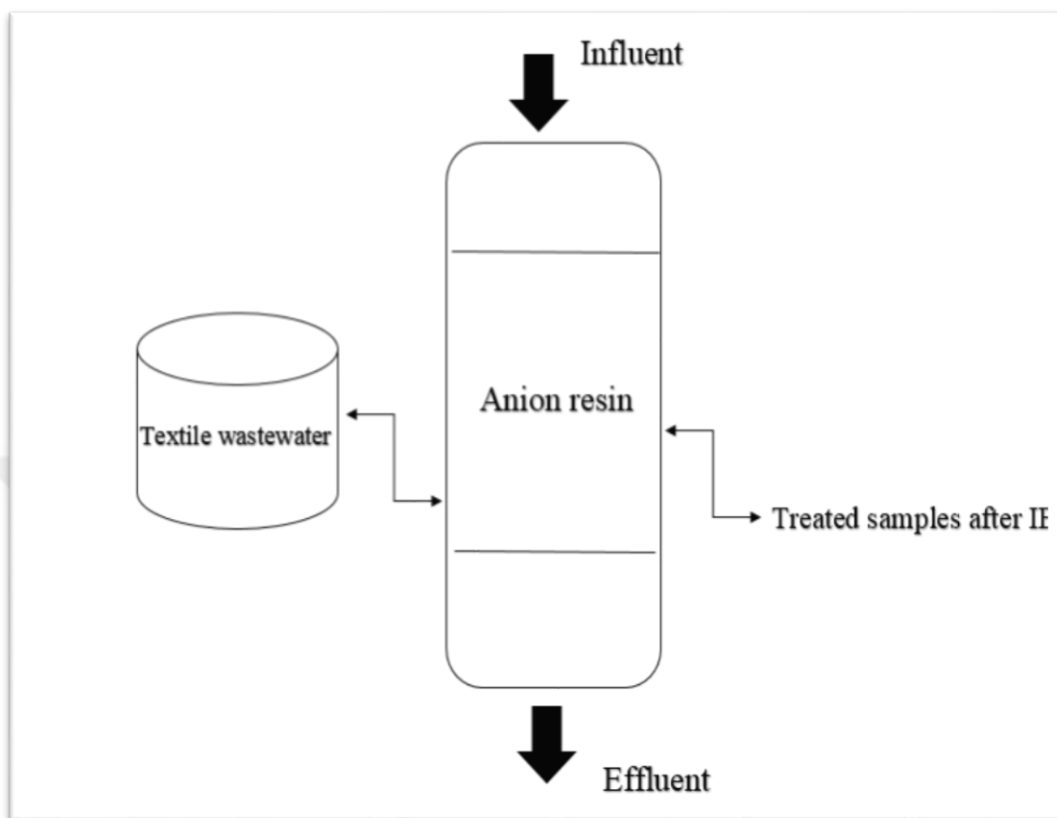 Influent
Anion resin
Textile wastewater
Treated samples after
Effluent